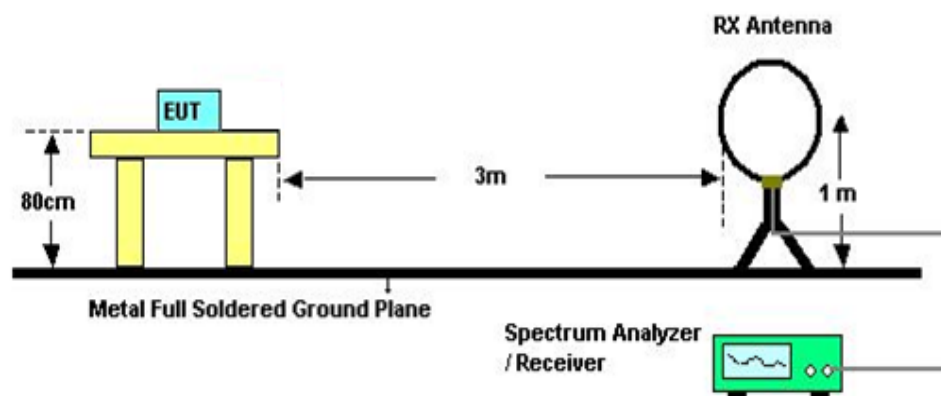 RX Antenna
EUT
80cm
3m
1 m
Metal Full Soldered Ground Plane
Spectrum Analyzer
/ Receiver